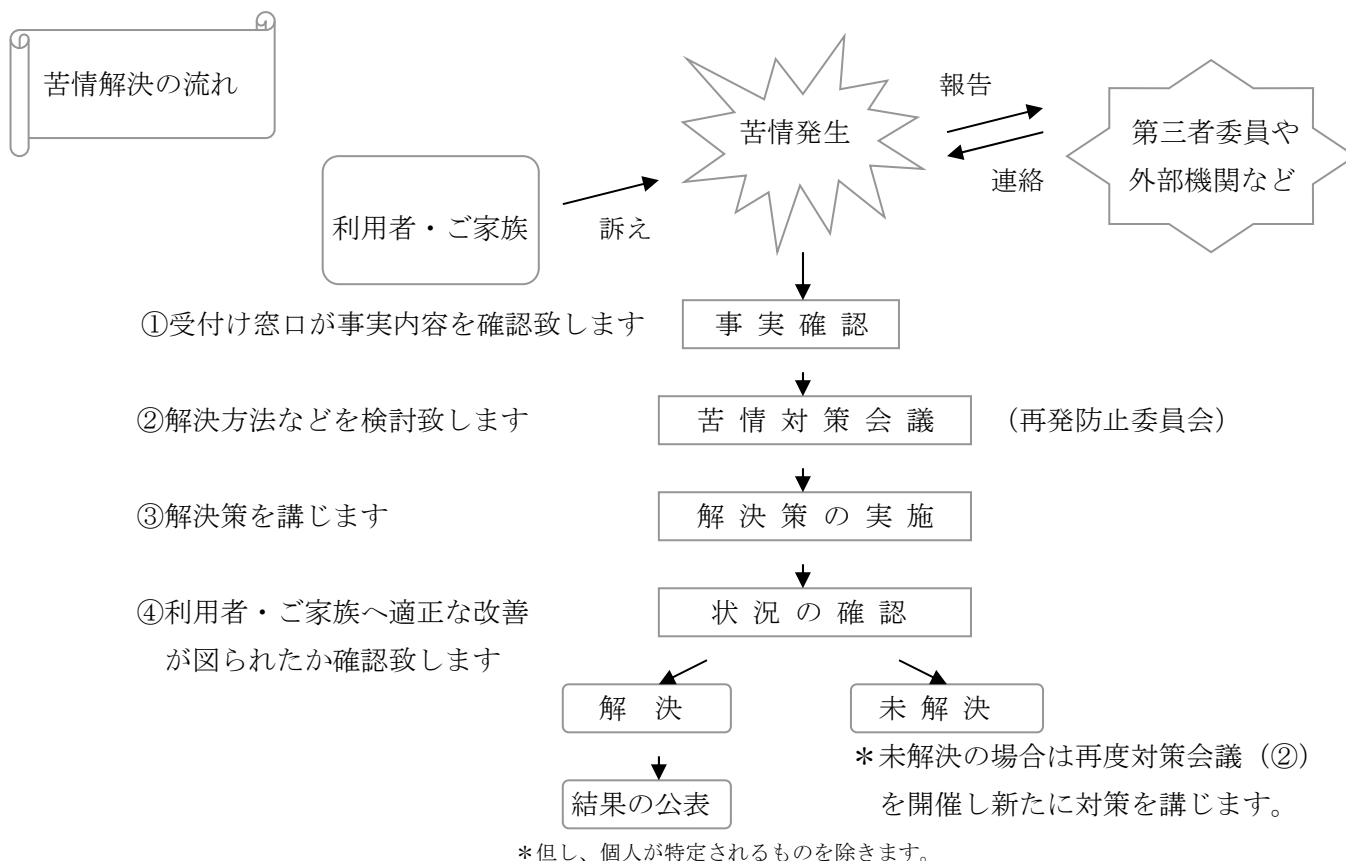 苦情解決の流れ
苦情発生
報告
連絡
第三者委員や
外部機関など
利用者・ご家族
訴え
①受付け窓口が事実内容を確認致します
事実確認
②解決方法などを検討致します
苦情対策会議
（再発防止委員会）
③解決策を講じます
解決策の実施
④利用者・ご家族へ適正な改善
が図られたか確認致します
状況の確認
解　決
未解決
＊未解決の場合は再度対策会議（②）
を開催し新たに対策を講じます。
結果の公表
＊但し、個人が特定されるものを除きます。